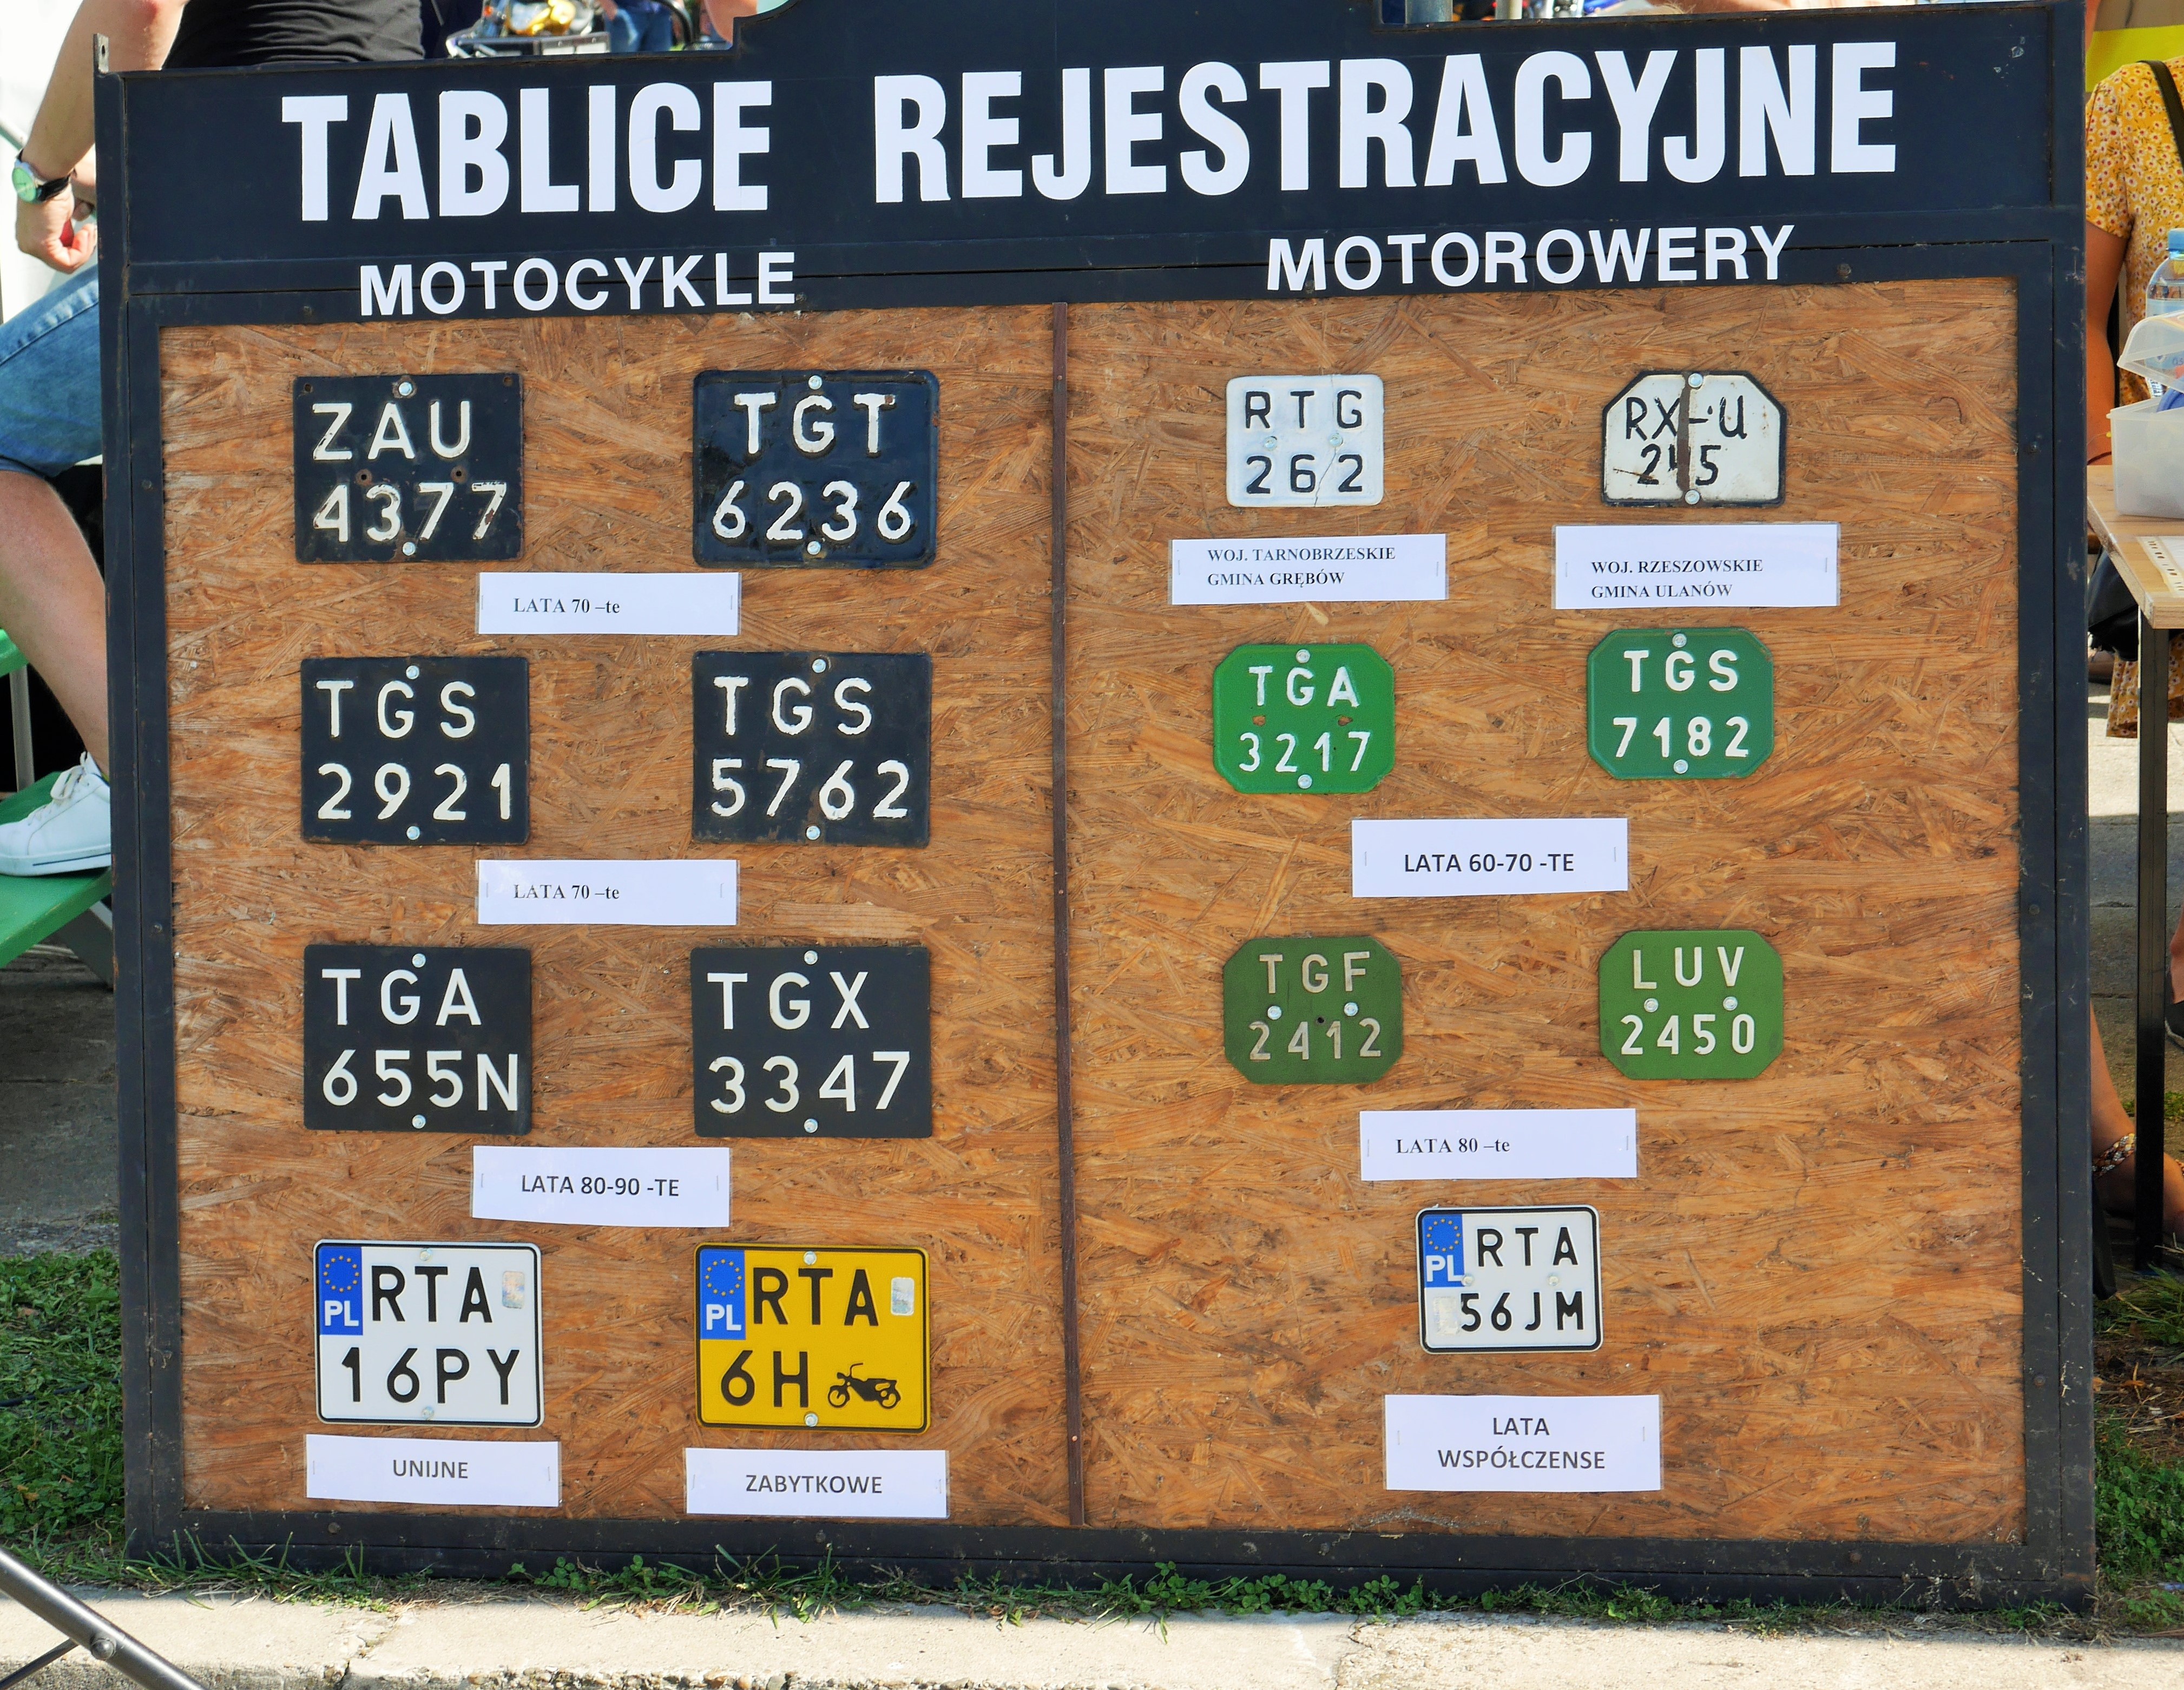 TABLICE REJESTRACYJNE
MOTOCYKLE
ZAU
4377
TGT
6236
LATA 70 –te
TGS
2921
TGS
5762
LATA 70 –te
TGA
655N
TGX
3347
LATA 80-90 -TE
PL RTA
16PY
UNIJNE
PL RTA
6H
ZABYTKOWE
MOTOROWERY
RTG
262
WOJ. TARNOBRZESKIE
GMINA GRĘBÓW
RX-U
WOJ. RZESZOWSKIE
GMINA ULANÓW
TGA
3217
TGS
7182
LATA 60-70 -TE
TGF
2412
LUV
2450
LATA 80 –te
PL RTA
56JM
LATA
WSPÓŁCZENSE